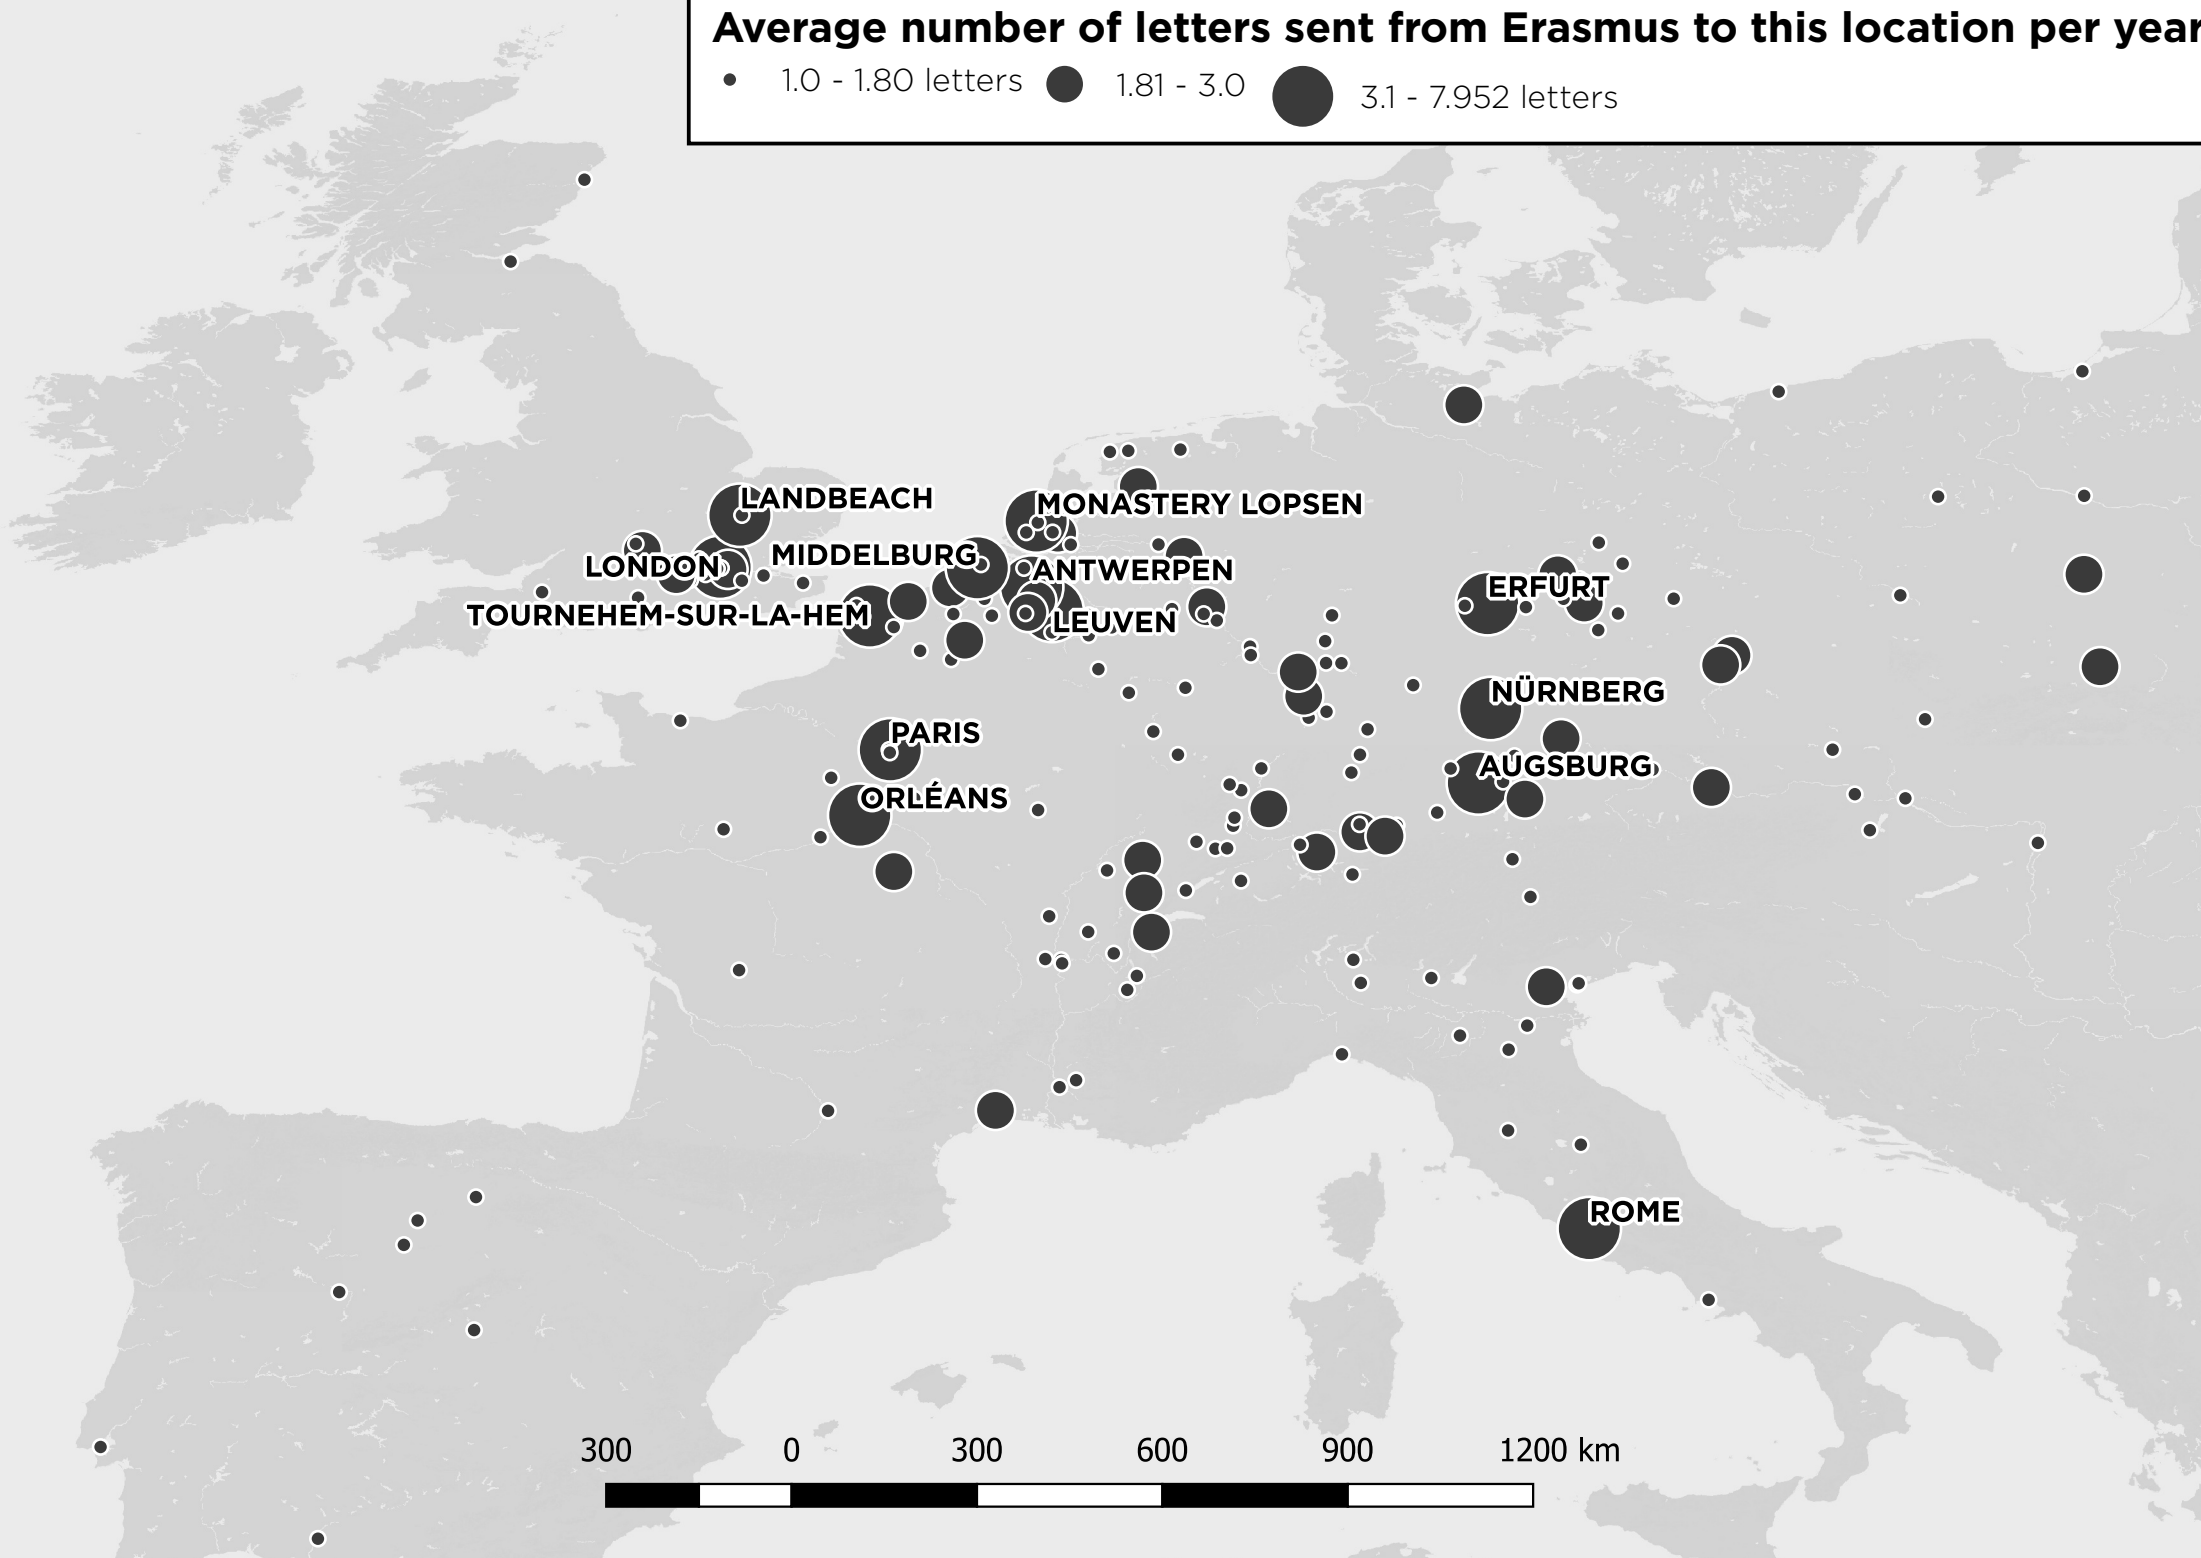 Average number of letters sent from Erasmus to this location per year
1.0 - 1.80 letters 1.81 - 3.0 3.1 - 7.952 letters
LANDBEACH
MONASTERY LOPSEN
LONDON
MIDDELBURG
ANTWERPEN
ERFURT
TOURNEHEM-SUR-LA-HEM
LEUVEN
NÜRNBERG
PARIS
AUGSBURG
ORLÉANS
ROME
300 0 300 600 900 1200 km